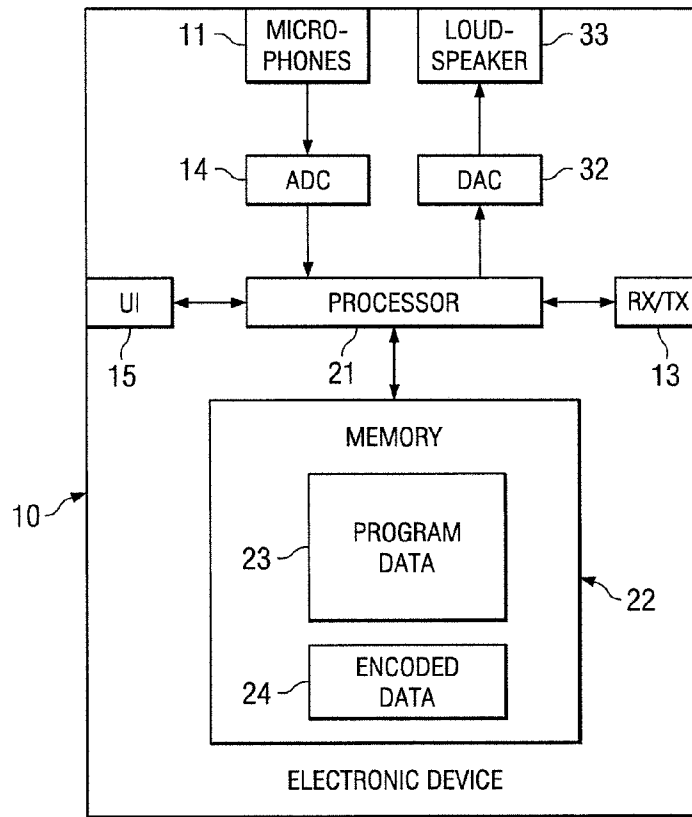 11
MICRO-
PHONES
LOUD-
SPEAKER
33
14
ADC
DAC
32
UI
PROCESSOR
RX/TX
15
21
13
MEMORY
10
23
PROGRAM
DATA
22
24
ENCODED
DATA
ELECTRONIC DEVICE